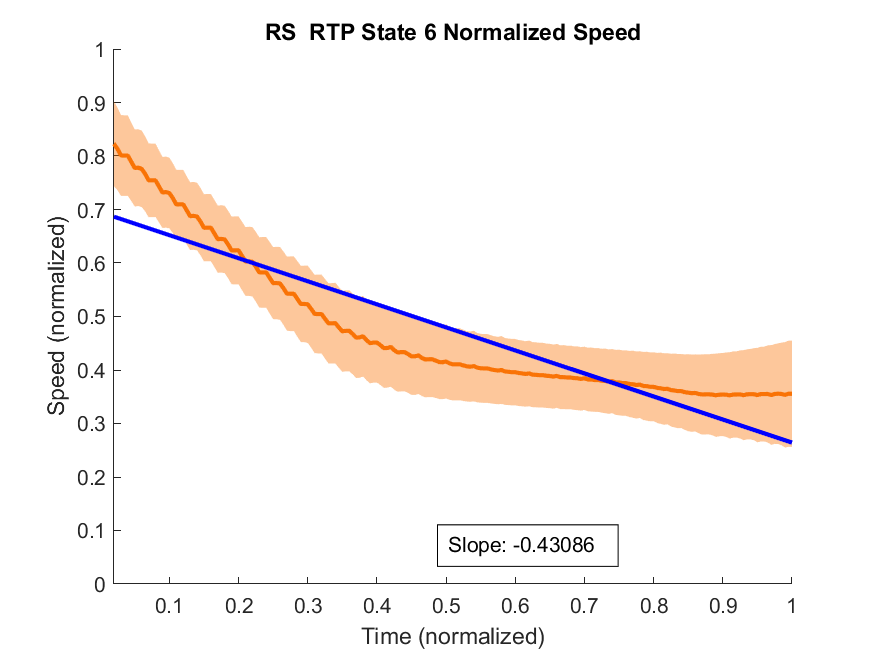 RS  RTP State 6 Normalized Speed
1
0.9
0.8
0.7
0.6
0.5
0.4
0.3
0.2
0.1
0
Speed (normalized)
Slope: -0.43086
0.1 0.2 0.3 0.4 0.5 0.6 0.7 0.8 0.9 1
Time (normalized)